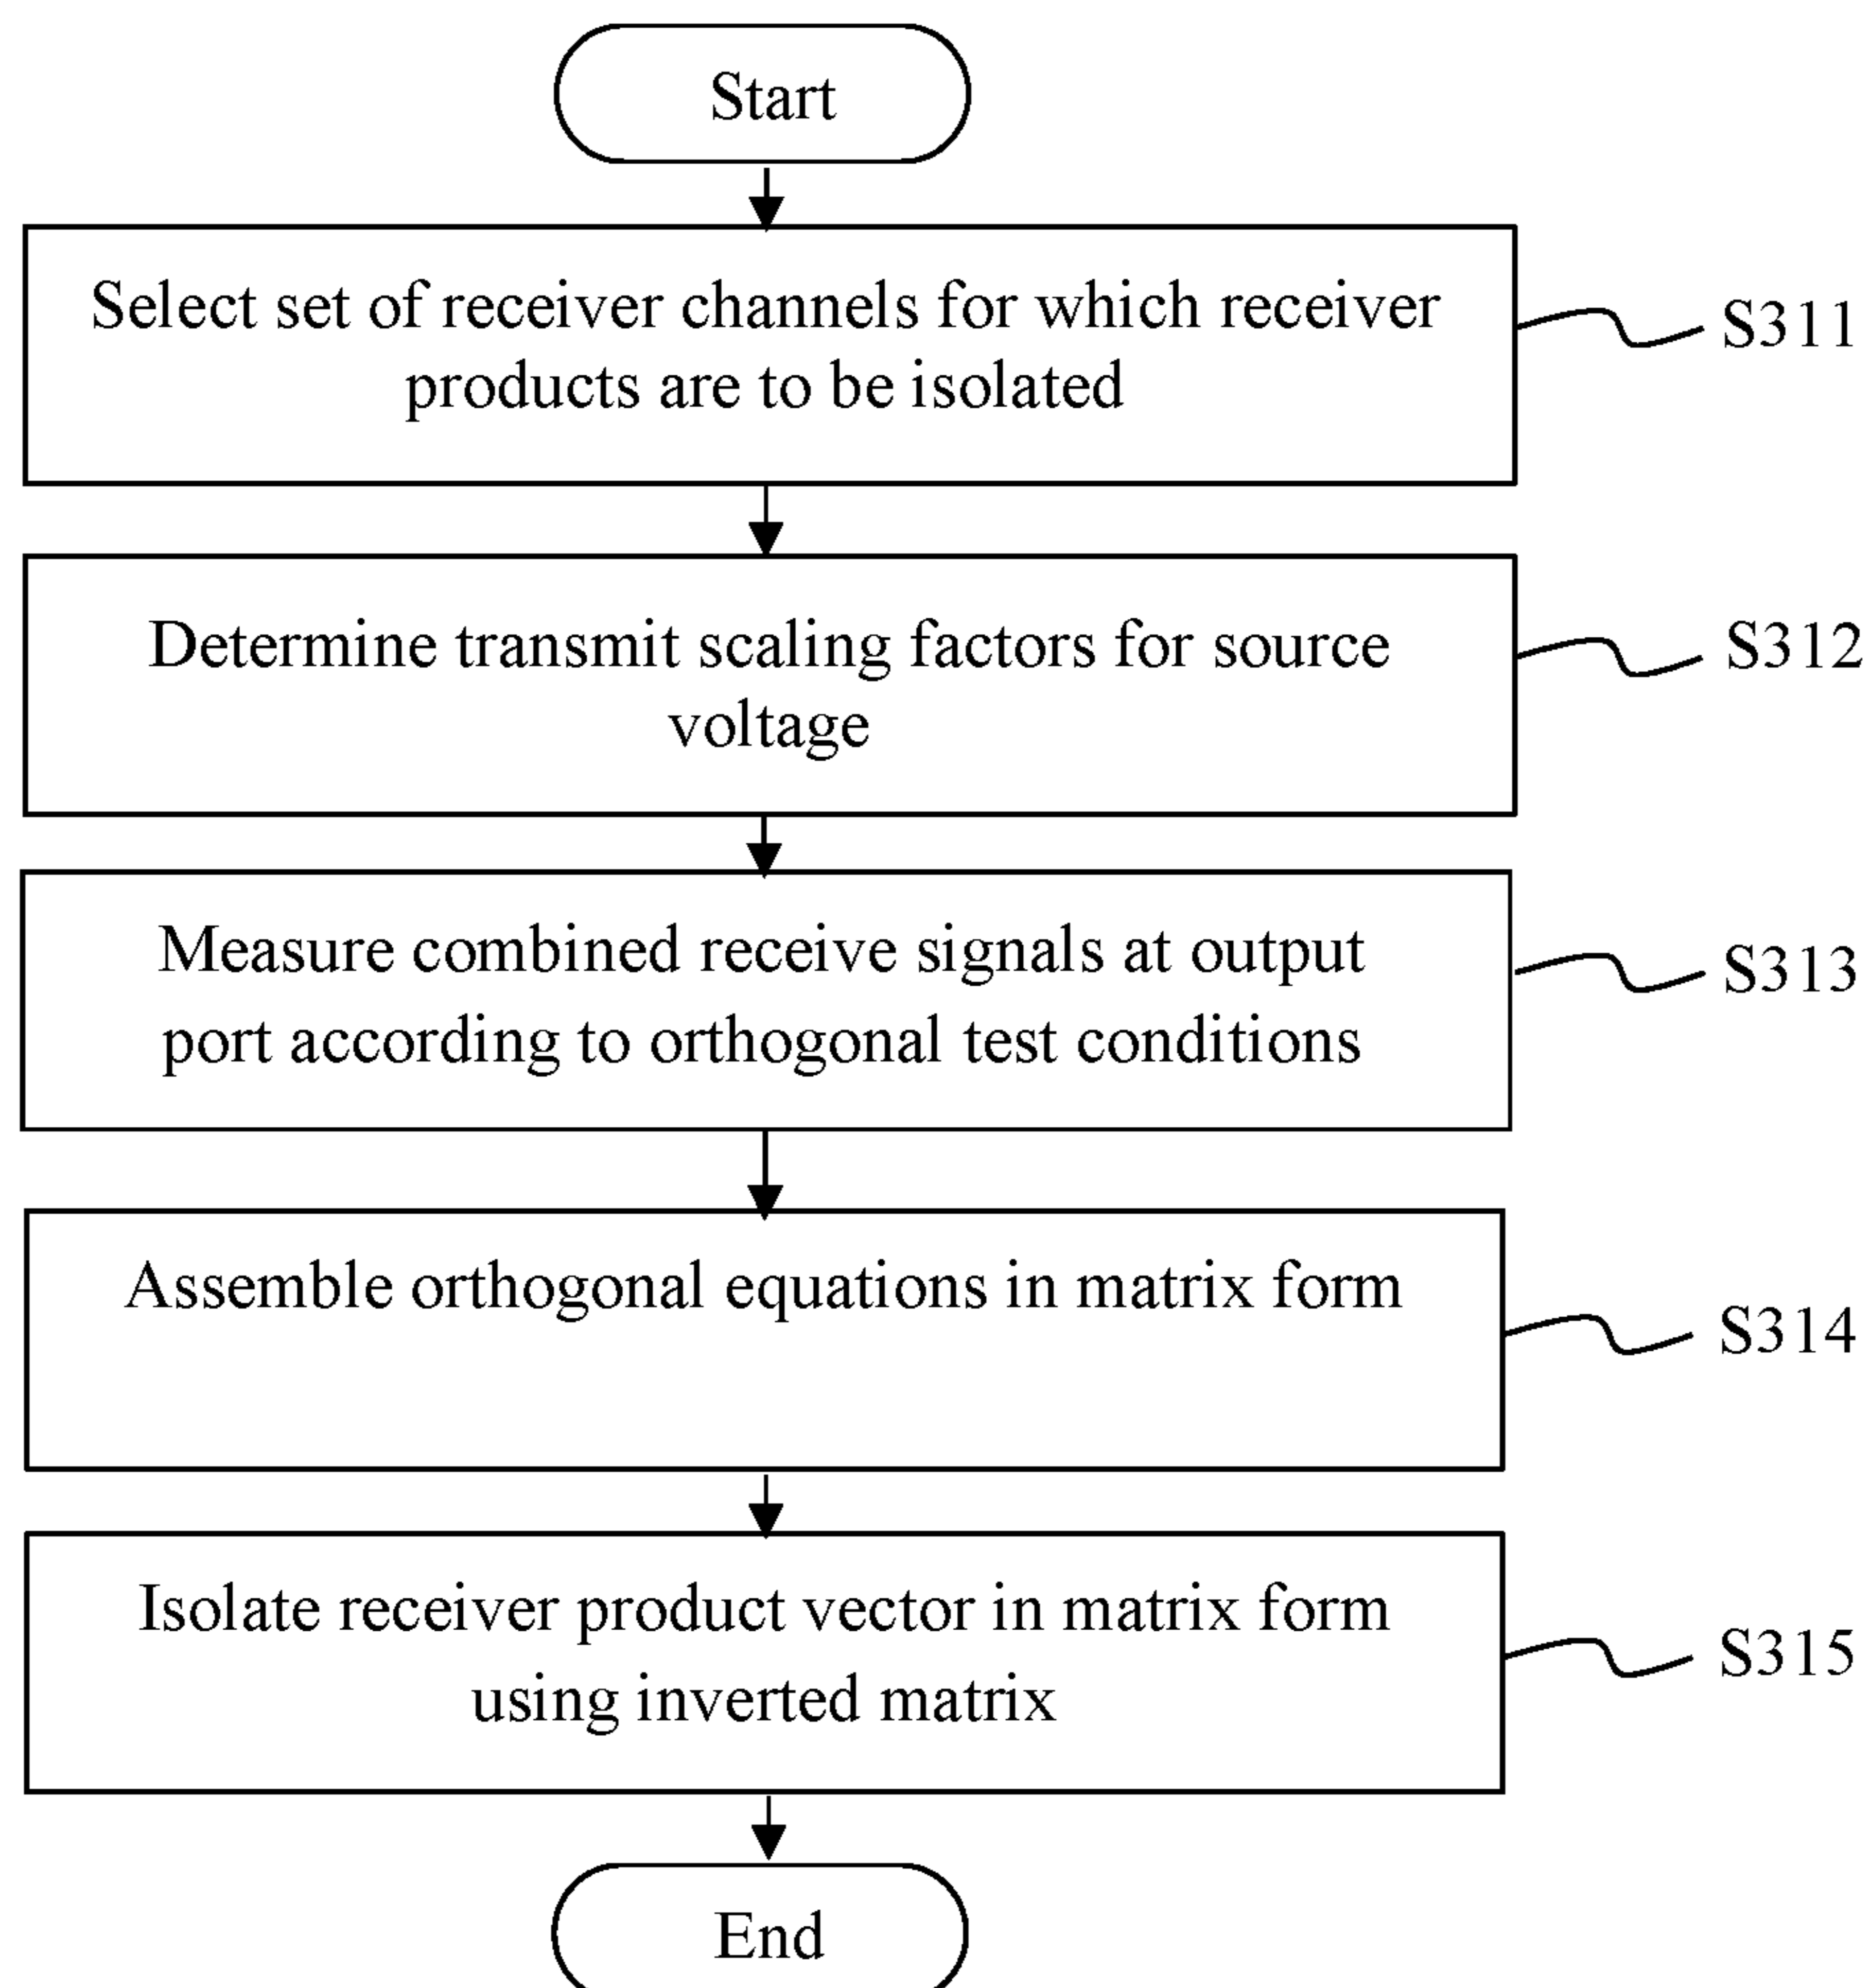 Start
Select set of receiver channels for which receiver
products are to be isolated
S311
Determine transmit scaling factors for source
voltage
S312
Measure combined receive signals at output
port according to orthogonal test conditions
S313
Assemble orthogonal equations in matrix form
S314
Isolate receiver product vector in matrix form
using inverted matrix
S315
End